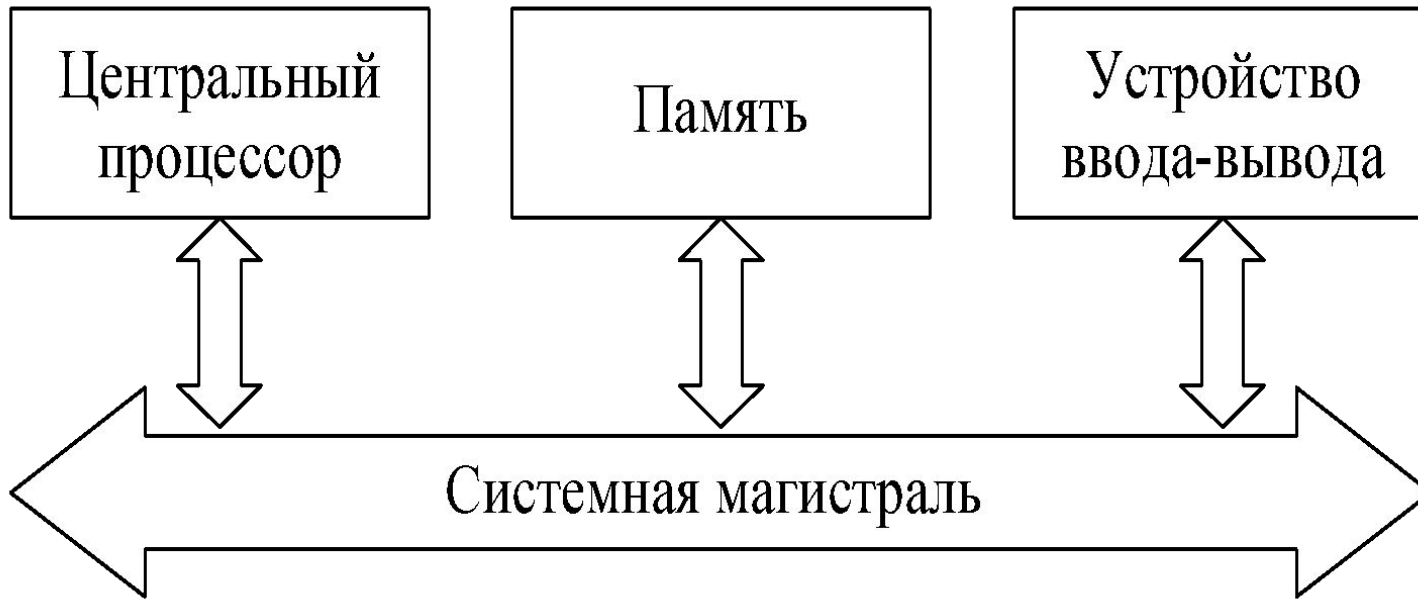 Центральный
процессор
Память
Устройство
ввода-вывода
Системная магистраль